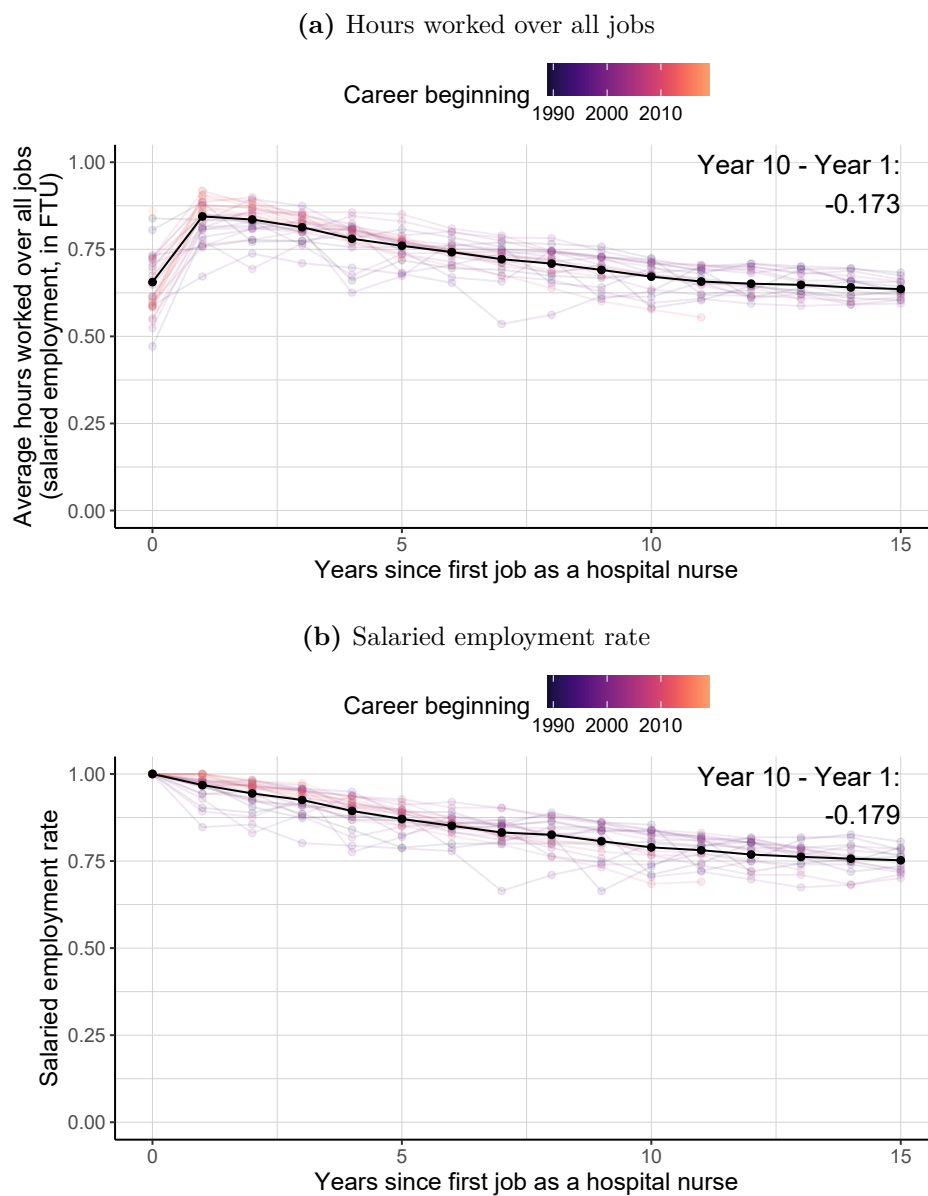 (a) Hours worked over all jobs
Career beginning
1990 2000 2010
Average hours worked over all jobs
(salaried employment, in FTU)
1.00
0.75
0.50
0.25
0.00
Year 10 - Year 1:
-0.173
0 5 10 15
Years since first job as a hospital nurse
(b) Salaried employment rate
Career beginning
1990 2000 2010
Salaried employment rate
1.00
0.75
0.50
0.25
0.00
Year 10 - Year 1:
-0.179
0 5 10 15
Years since first job as a hospital nurse